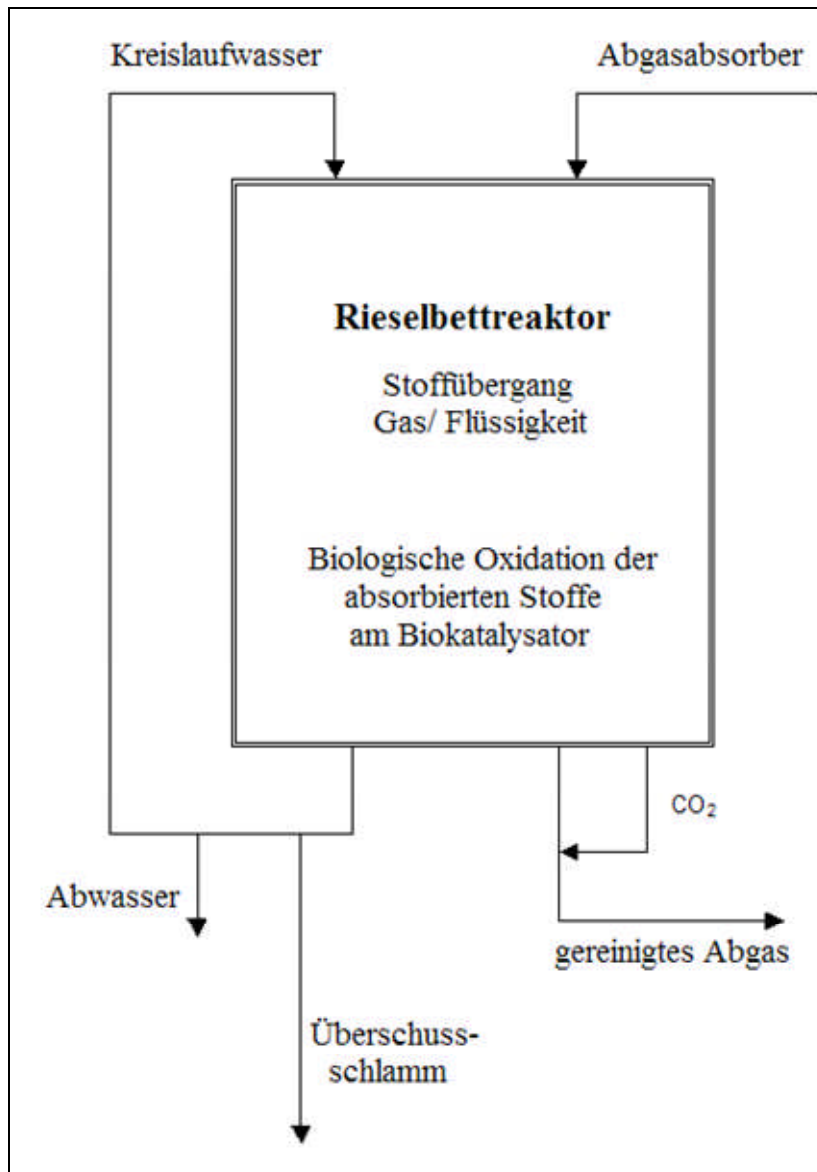 Kreislaufwasser
Abgasabsorber
Rieselbettreaktor
Stoffübergang
Gas/ Flüssigkeit
Biologische Oxidation der
absorbierten Stoffe
am Biokatalysator
CO₂
Abwasser
gereinigtes Abgas
Überschuss-
schlamm